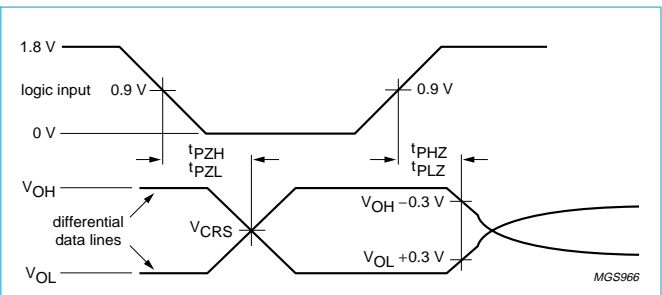 1.8 V
logic input 0.9 V 0.9 V
0 V
tPZH tPHZ
tPZL tPLZ
VOH
VOH −0.3 V
differential
data lines
VCRS
VOL +0.3 V
VOL
MGS966